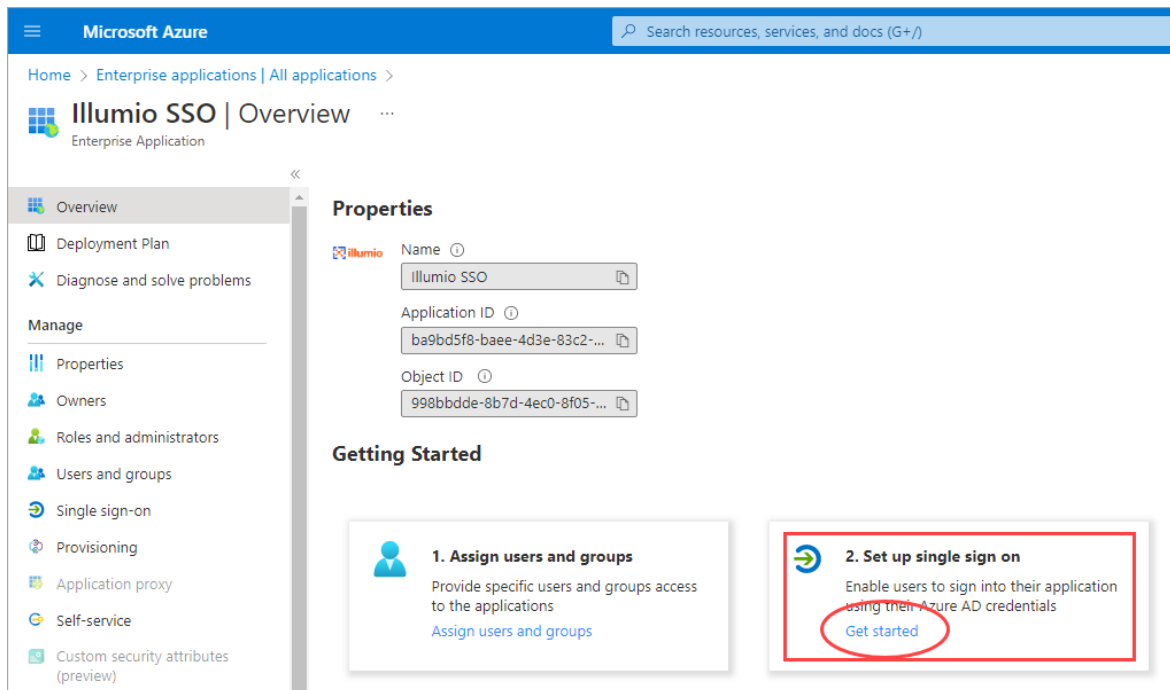 Microsoft Azure
Search resources, services, and docs (G+/)
Home > Enterprise applications | All applications >
Illumio SSO | Overview ...
Enterprise Application
«
Overview
Deployment Plan
Diagnose and solve problems
Manage
Properties
Owners
Roles and administrators
Users and groups
Single sign-on
Provisioning
Application proxy
Self-service
Custom security attributes
(preview)
Properties
illumio
Name
Illumio SSO
Application ID
ba9bd5f8-baee-4d3e-83c2-...
Object ID
998bbdde-8b7d-4ec0-8f05-...
Getting Started
1. Assign users and groups
Provide specific users and groups access
to the applications
Assign users and groups
2. Set up single sign on
Enable users to sign into their application
using their Azure AD credentials
Get started